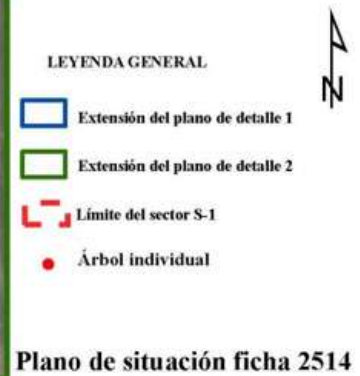 N
LEYENDA GENERAL
Extensión del plano de detalle 1
Extensión del plano de detalle 2
Límite del sector S-1
Árbol individual
Plano de situación ficha 2514